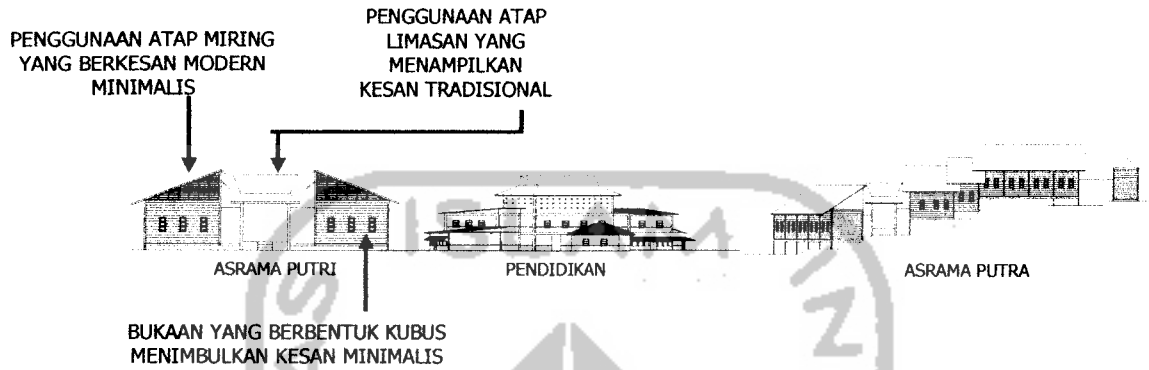 PENGGUNAAN ATAP MIRING
YANG BERKESAN MODERN
MINIMALIS
PENGGUNAAN ATAP
LIMASAN YANG
MENAMPILKAN
KESAN TRADISIONAL
ISLAM
ASRAMA PUTRI
PENDIDIKAN
ASRAMA PUTRA
BUKAAN YANG BERBENTUK KUBUS
MENIMBULKAN KESAN MINIMALIS